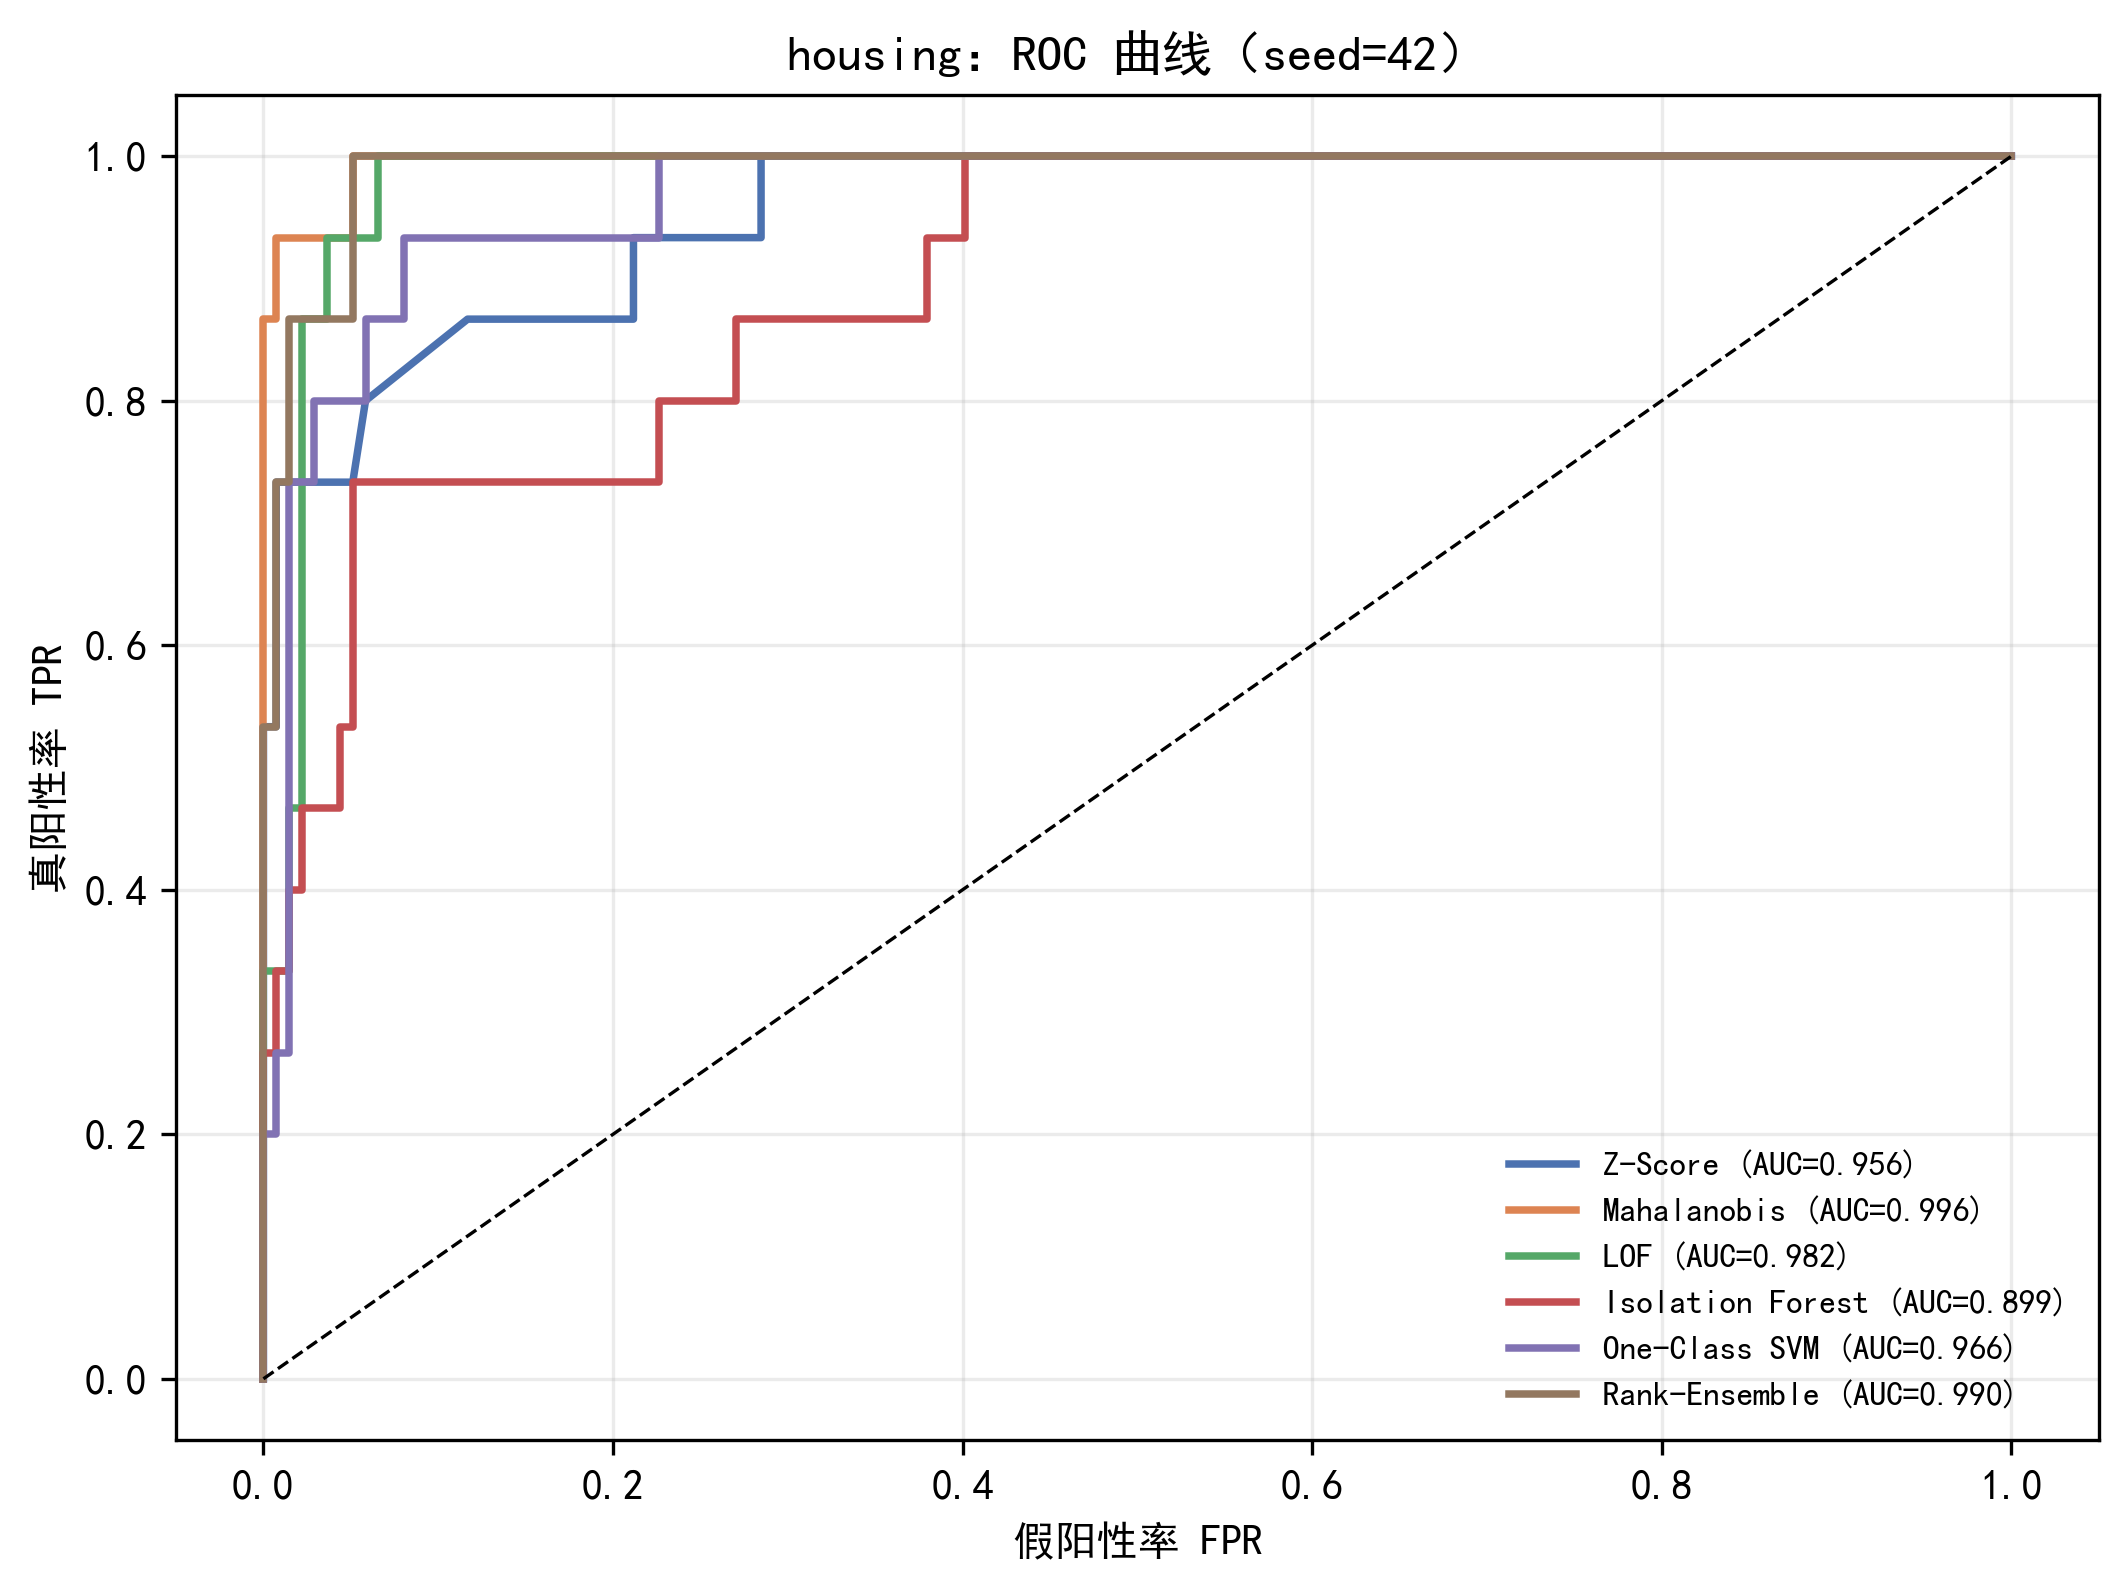 housing：ROC 曲线（seed=42）
真阳性率 TPR
1.0
0.8
0.6
0.4
0.2
0.0
Z-Score (AUC=0.956)
Mahalanobis (AUC=0.996)
LOF (AUC=0.982)
Isolation Forest (AUC=0.899)
One-Class SVM (AUC=0.966)
Rank-Ensemble (AUC=0.990)
0.0 0.2 0.4 0.6 0.8 1.0
假阳性率 FPR